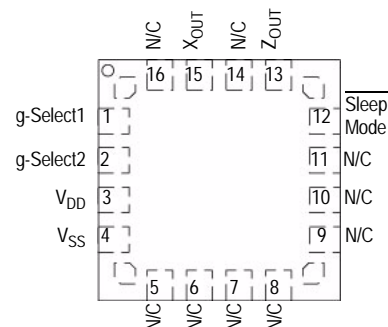 N/C
XOUT
N/C
ZOUT
16
15
14
13
g-Select1
1
g-Select2
2
VDD
3
VSS
4
12
Sleep
Mode
11
N/C
10
N/C
9
N/C
5
6
7
8
N/C
N/C
N/C
N/C